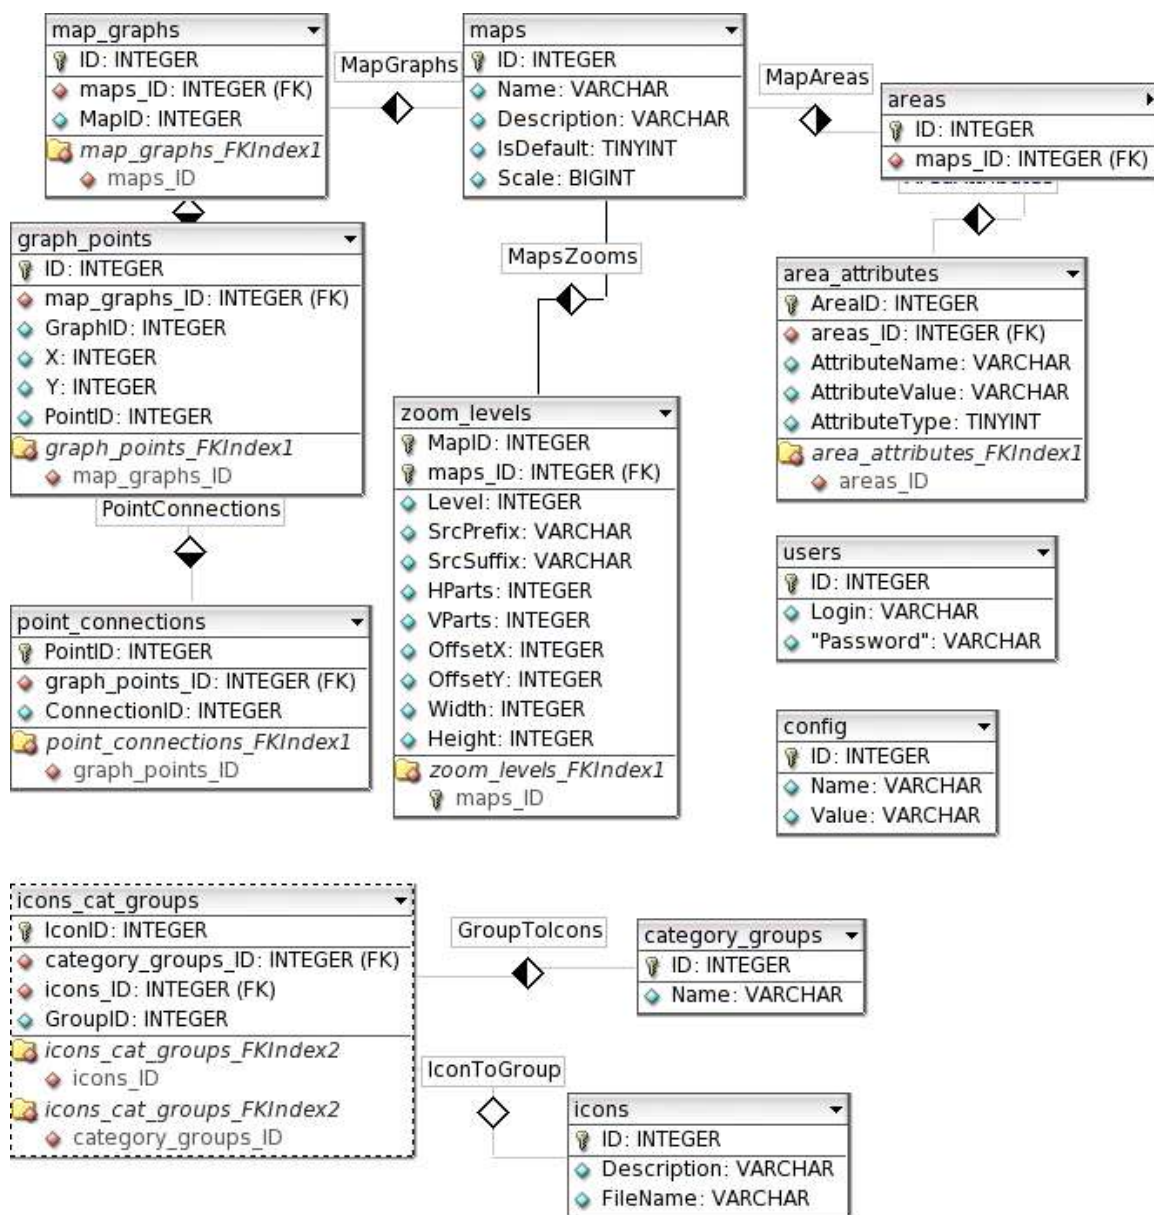 map_graphs
ID: INTEGER
maps_ID: INTEGER (FK)
MapID: INTEGER
map_graphs_FKIndex1
maps_ID
MapGraphs
maps
ID: INTEGER
Name: VARCHAR
Description: VARCHAR
IsDefault: TINYINT
Scale: BIGINT
MapAreas
areas
ID: INTEGER
maps_ID: INTEGER (FK)
graph_points
ID: INTEGER
map_graphs_ID: INTEGER (FK)
GraphID: INTEGER
X: INTEGER
Y: INTEGER
PointID: INTEGER
graph_points_FKIndex1
map_graphs_ID
MapsZooms
area_attributes
AreaID: INTEGER
areas_ID: INTEGER (FK)
AttributeName: VARCHAR
AttributeValue: VARCHAR
AttributeType: TINYINT
area_attributes_FKIndex1
areas_ID
zoom_levels
MapID: INTEGER
maps_ID: INTEGER (FK)
Level: INTEGER
SrcPrefix: VARCHAR
SrcSuffix: VARCHAR
HParts: INTEGER
VParts: INTEGER
OffsetX: INTEGER
OffsetY: INTEGER
Width: INTEGER
Height: INTEGER
zoom_levels_FKIndex1
maps_ID
PointConnections
point_connections
PointID: INTEGER
graph_points_ID: INTEGER (FK)
ConnectionID: INTEGER
point_connections_FKIndex1
graph_points_ID
users
ID: INTEGER
Login: VARCHAR
"Password": VARCHAR
config
ID: INTEGER
Name: VARCHAR
Value: VARCHAR
icons_cat_groups
IconID: INTEGER
category_groups_ID: INTEGER (FK)
icons_ID: INTEGER (FK)
GroupID: INTEGER
icons_cat_groups_FKIndex2
icons_ID
icons_cat_groups_FKIndex2
category_groups_ID
GroupToIcons
category_groups
ID: INTEGER
Name: VARCHAR
IconToGroup
icons
ID: INTEGER
Description: VARCHAR
FileName: VARCHAR